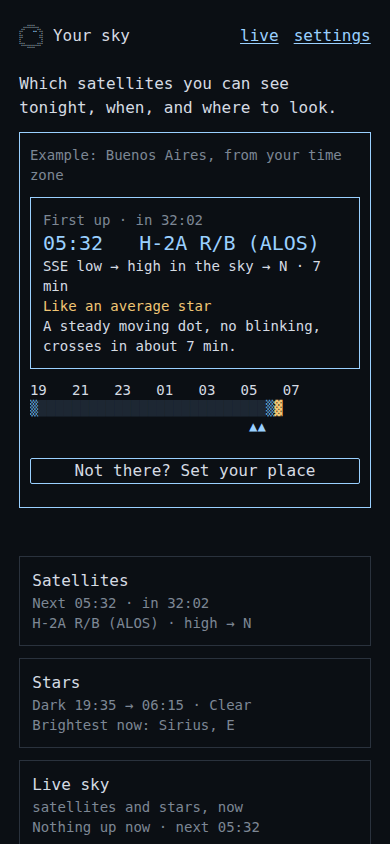 Your sky
live settings
Which satellites you can see
tonight, when, and where to look.
Example: Buenos Aires, from your time
zone
First up · in 32:02
05:32 H-2A R/B (ALOS)
SSE low → high in the sky → N · 7
min
Like an average star
A steady moving dot, no blinking,
crosses in about 7 min.
19 21 23 01 03 05 07
▲▲
Not there? Set your place
Satellites
Next 05:32 · in 32:02
H-2A R/B (ALOS) · high → N
Stars
Dark 19:35 → 06:15 · Clear
Brightest now: Sirius, E
Live sky
satellites and stars, now
Nothing up now · next 05:32